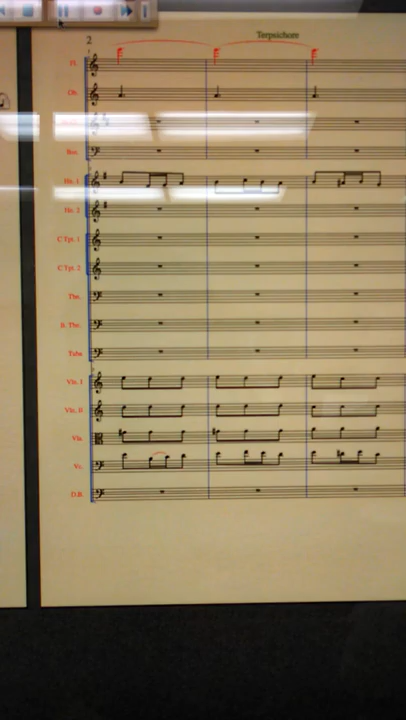 Terpsichore
2
Fl.
Ob.
Bsn.
Hn. 1
Hn. 2
C Tpt. 1
C Tpt. 2
Tbn.
B. Tbn.
Tuba
Vln. I
Vln. II
Vla.
Vc.
D.B.